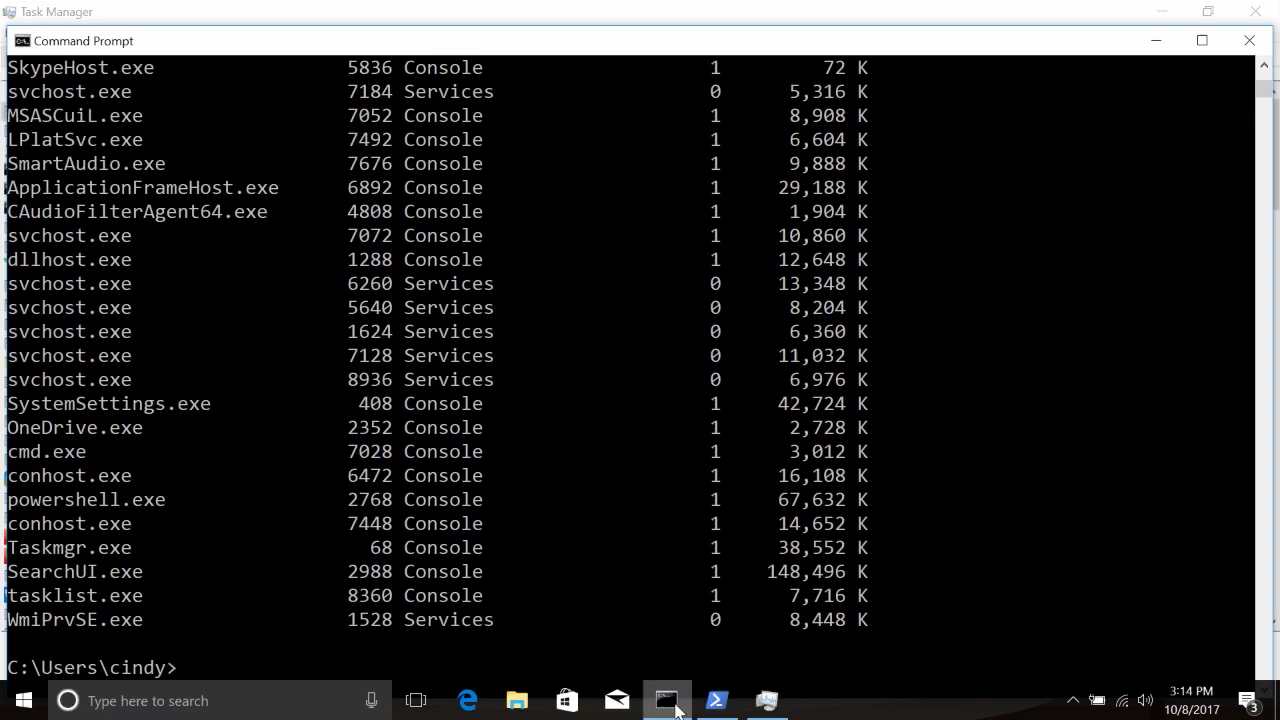 Task Manager
Command Prompt
SkypeHost.exe 5836 Console 1 72 K
svchost.exe 7184 Services 0 5,316 K
MSASCuiL.exe 7052 Console 1 8,908 K
LPlatSvc.exe 7492 Console 1 6,604 K
SmartAudio.exe 7676 Console 1 9,888 K
ApplicationFrameHost.exe 6892 Console 1 29,188 K
CAudioFilterAgent64.exe 4808 Console 1 1,904 K
svchost.exe 7072 Console 1 10,860 K
dllhost.exe 1288 Console 1 12,648 K
svchost.exe 6260 Services 0 13,348 K
svchost.exe 5640 Services 0 8,204 K
svchost.exe 1624 Services 0 6,360 K
svchost.exe 7128 Services 0 11,032 K
svchost.exe 8936 Services 0 6,976 K
SystemSettings.exe 408 Console 1 42,724 K
OneDrive.exe 2352 Console 1 2,728 K
cmd.exe 7028 Console 1 3,012 K
conhost.exe 6472 Console 1 16,108 K
powershell.exe 2768 Console 1 67,632 K
conhost.exe 7448 Console 1 14,652 K
Taskmgr.exe 68 Console 1 38,552 K
SearchUI.exe 2988 Console 1 148,496 K
tasklist.exe 8360 Console 1 7,716 K
WmiPrvSE.exe 1528 Services 0 8,448 K
C:\Users\cindy>
Type here to search
3:14 PM
10/8/2017
3